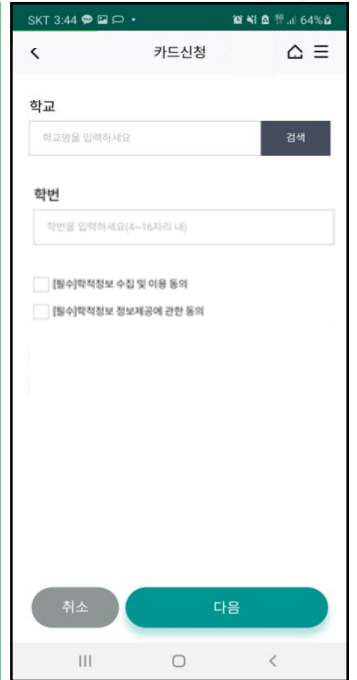 SKT 3:44 64%
카드신청
학교
학교명을 입력하세요 검색
학번
학번을 입력하세요(4~16자리 내)
[필수]학적정보 수집 및 이용 동의
[필수]학적정보 정보제공에 관한 동의
취소 다음